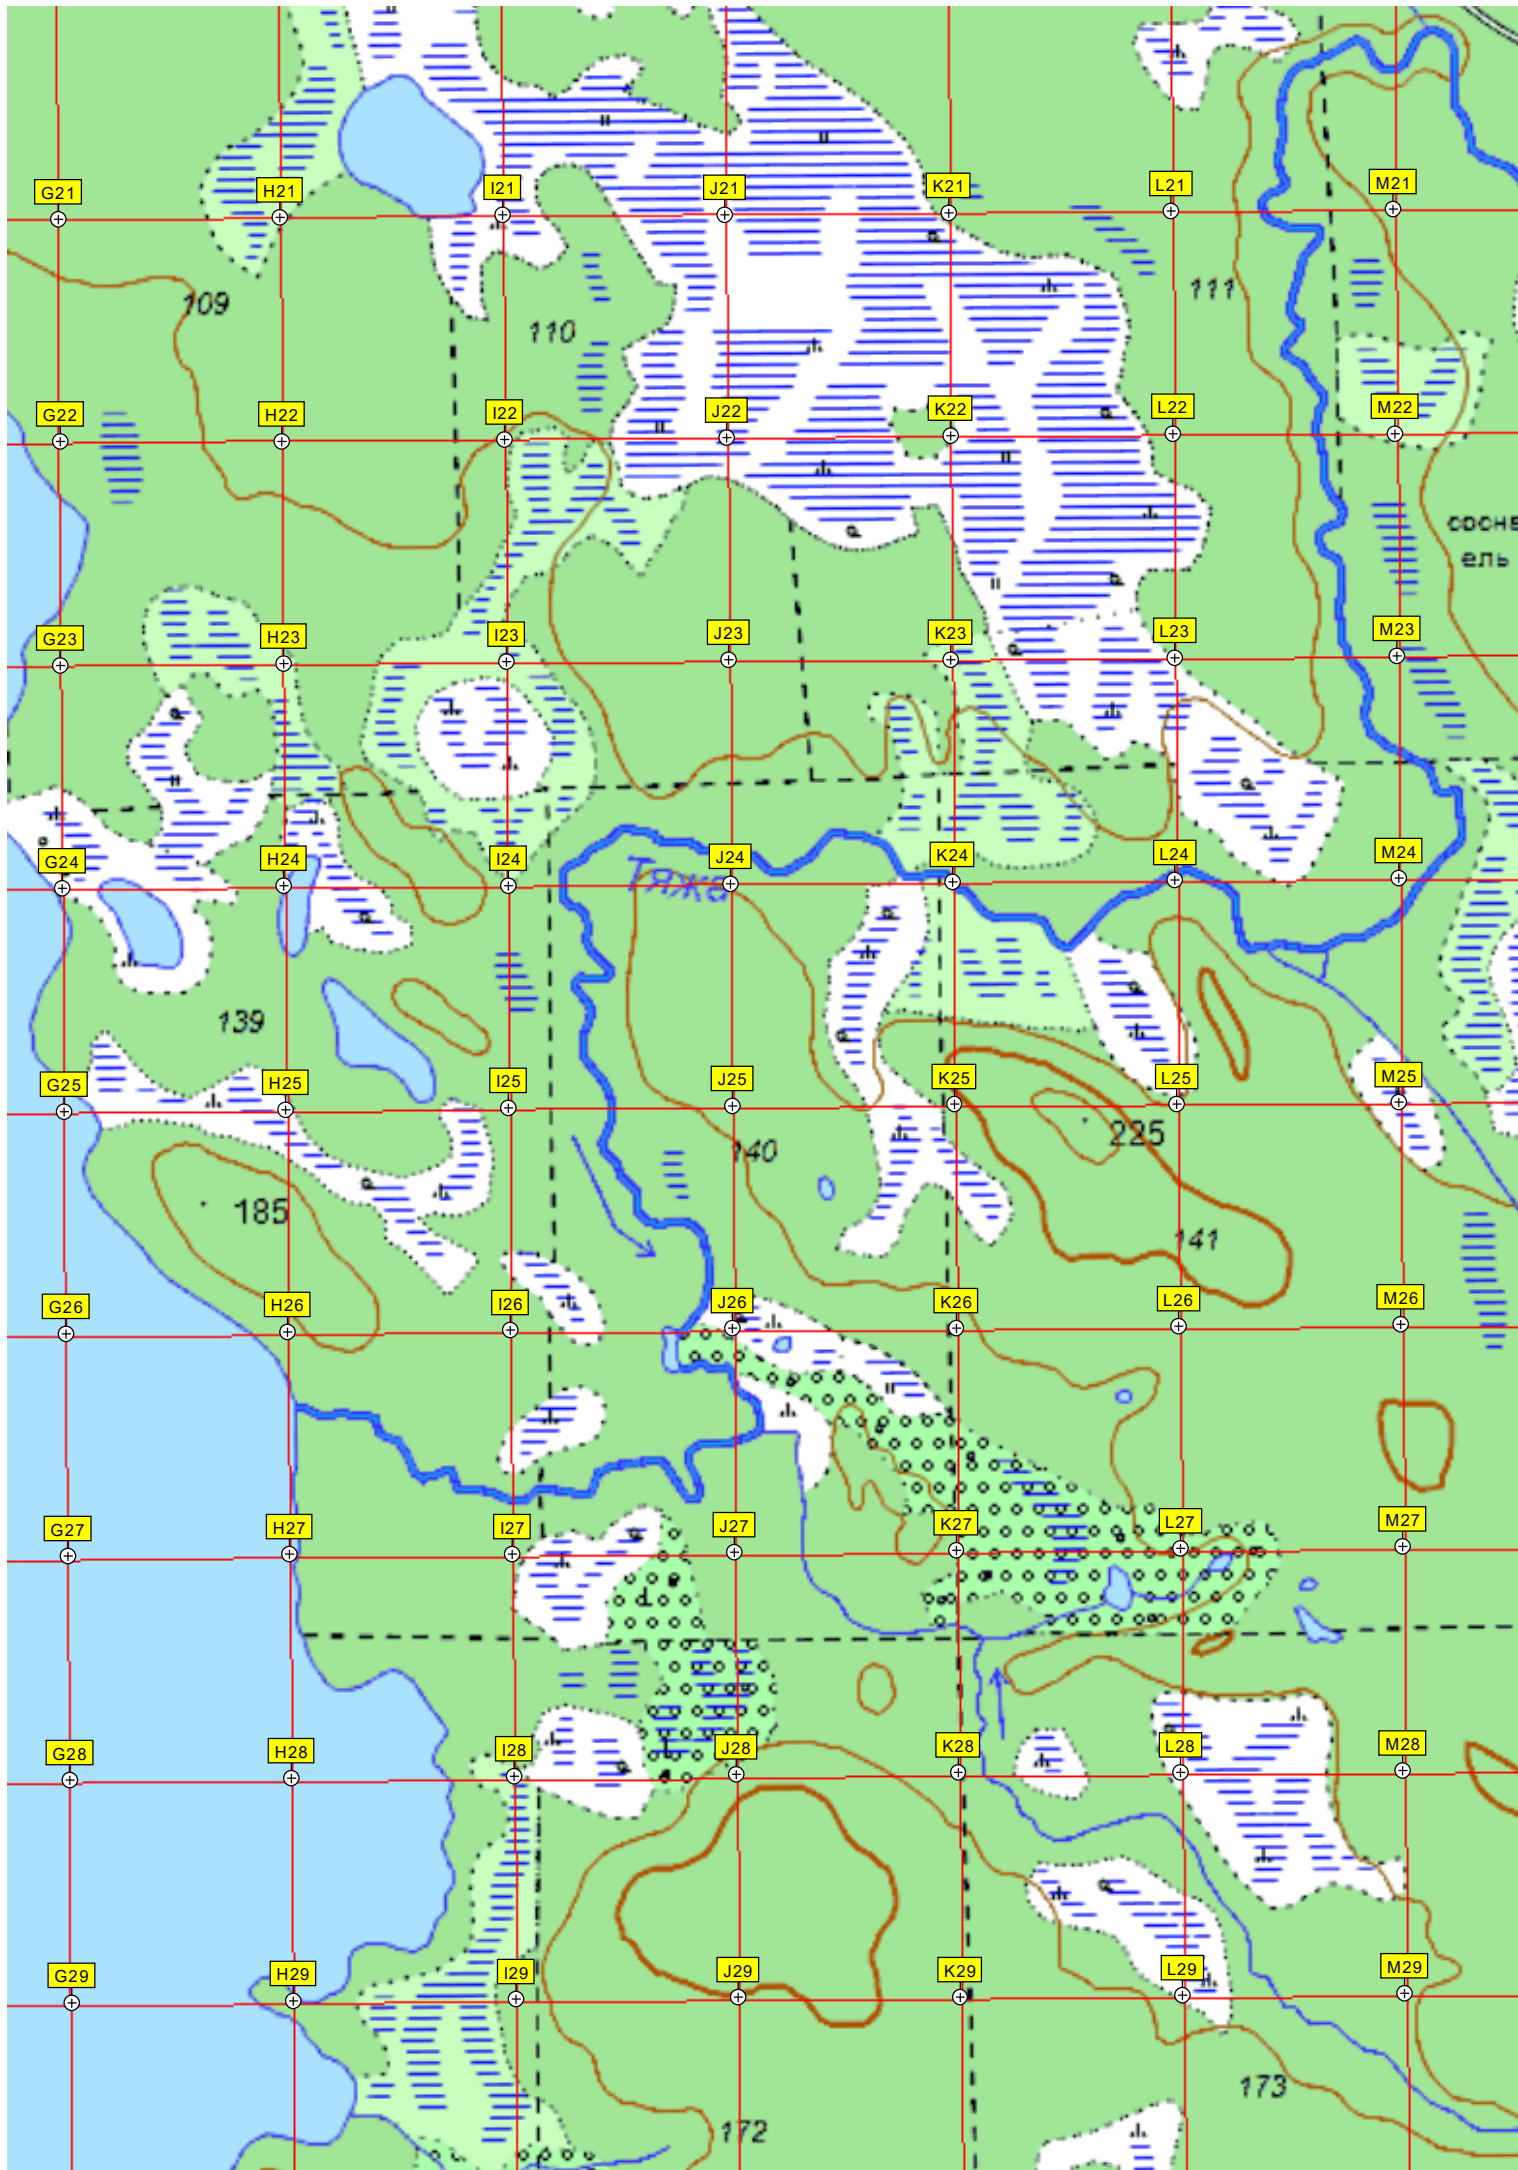 G21 H21 I21 J21 K21 L21 M21
109 110 111
G22 H22 I22 J22 K22 L22 M22
ель
G23 H23 I23 J23 K23 L23 M23
G24 H24 I24 J24 K24 L24 M24
Тяжа
139
G25 H25 I25 J25 K25 L25 M25
225
140
185
141
G26 H26 I26 J26 K26 L26 M26
G27 H27 I27 J27 K27 L27 M27
G28 H28 I28 J28 K28 L28 M28
G29 H29 I29 J29 K29 L29 M29
173
172